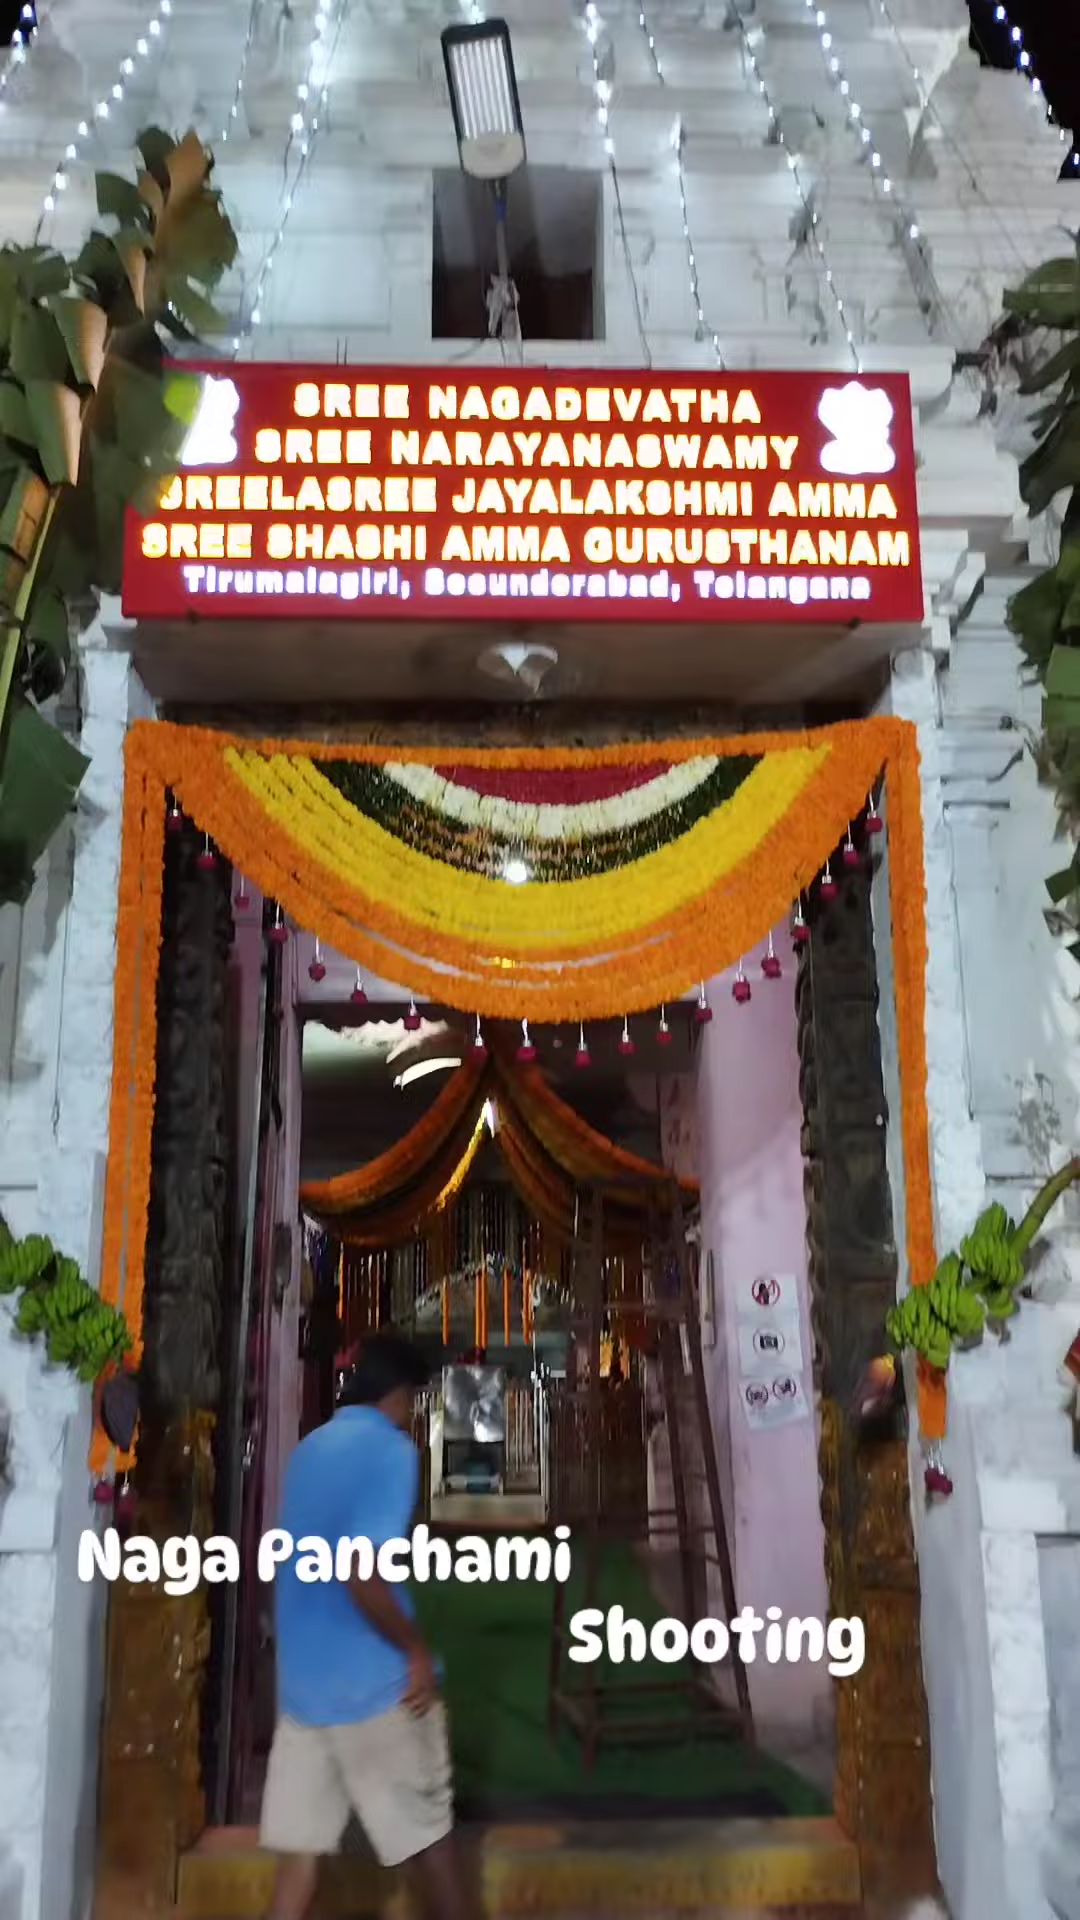 SREE NAGADEVATHA
SREE NARAYANASWAMY
SREELASREE JAYALAKSHMI AMMA
SREE SHASHI AMMA GURUSTHANAM
Tirumalagiri, Secunderabad, Telangana
Naga Panchami
Shooting